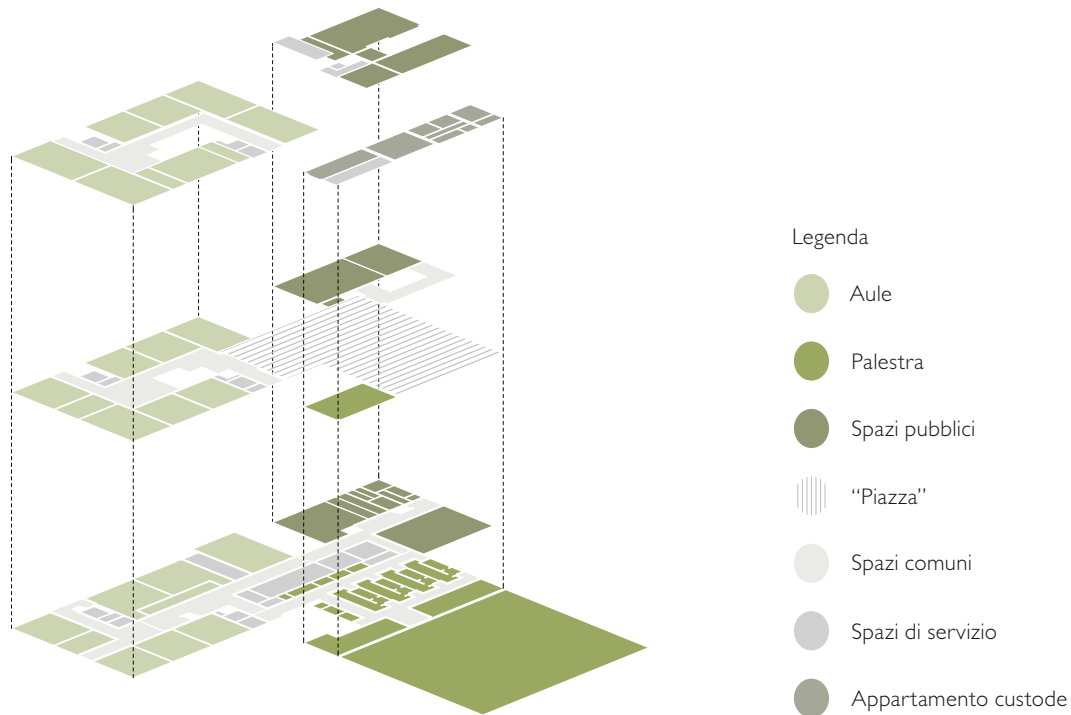 Legenda
Aule
Palestra
Spazi pubblici
“Piazza”
Spazi comuni
Spazi di servizio
Appartamento custode